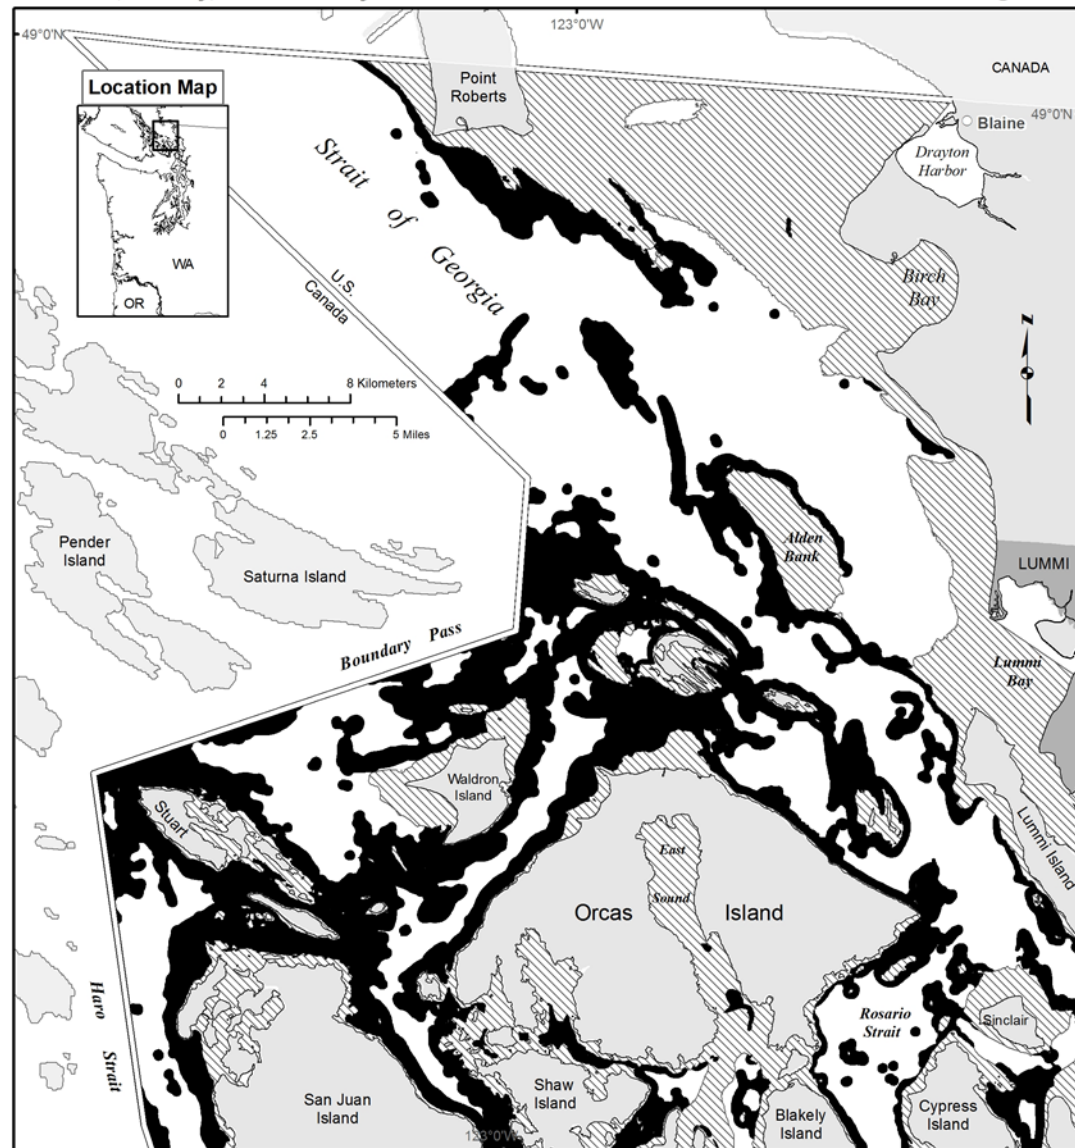 123°0'W
49°0'N
CANADA
Point
Roberts
Location Map
49°0'N
Blaine
Drayton
Harbor
Strait
of
Georgia
WA
OR
U.S.
Canada
Birch
Bay
N
0 2 4 8 Kilometers
0 1.25 2.5 5 Miles
Pender
Island
Saturna Island
Alden
Bank
LUMMI
Boundary Pass
Lummi
Bay
Waldron
Island
Stuart
Lummi Island
East
Sound
Orcas Island
Haro
Strait
Rosario
Strait
Sinclair
San Juan
Island
Shaw
Island
Blakely
Island
Cypress
Island
123°0'W